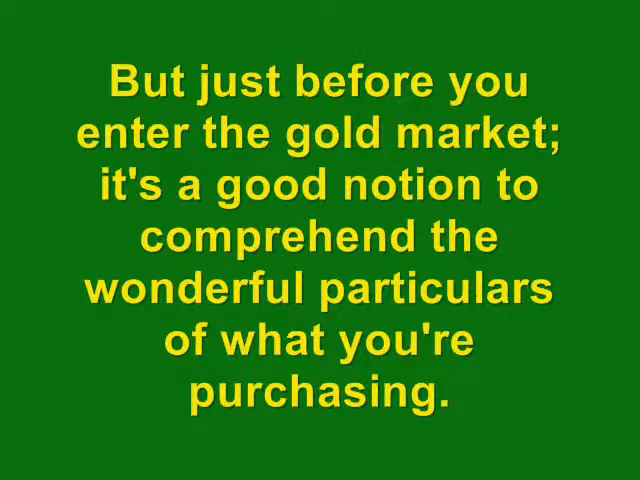 But just before you
enter the gold market;
it's a good notion to
comprehend the
wonderful particulars
of what you're
purchasing.